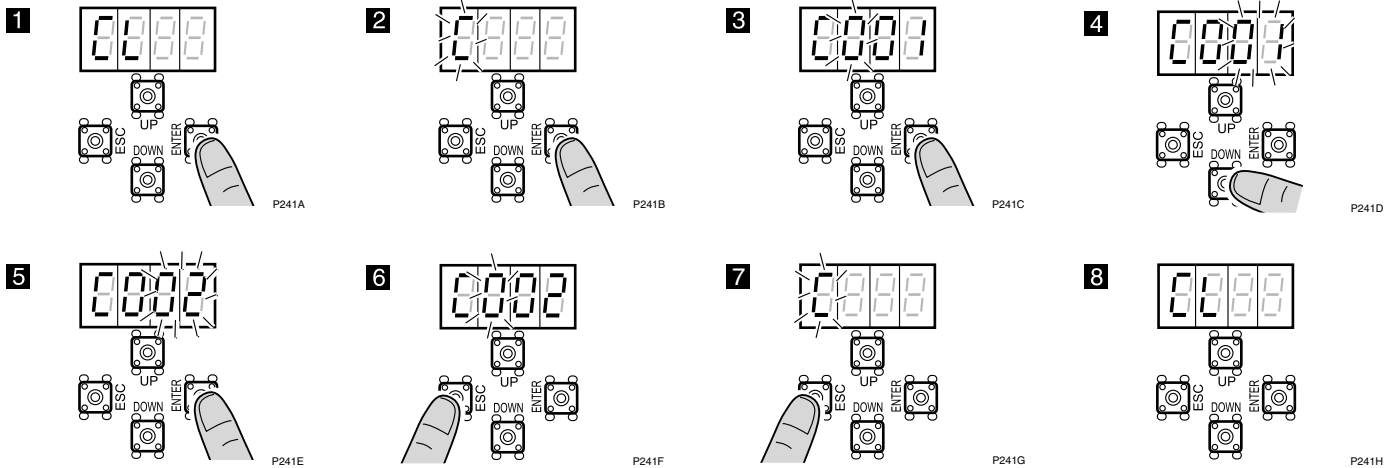 1
CL
UP
ESC
DOWN
ENTER
P241A
2
C
UP
ESC
DOWN
ENTER
P241B
3
C001
UP
ESC
DOWN
ENTER
P241C
4
C001
UP
ESC
DOWN
ENTER
P241D
5
C002
UP
ESC
DOWN
ENTER
P241E
6
C002
UP
ESC
DOWN
ENTER
P241F
7
C
UP
ESC
DOWN
ENTER
P241G
8
CL
UP
ESC
DOWN
ENTER
P241H